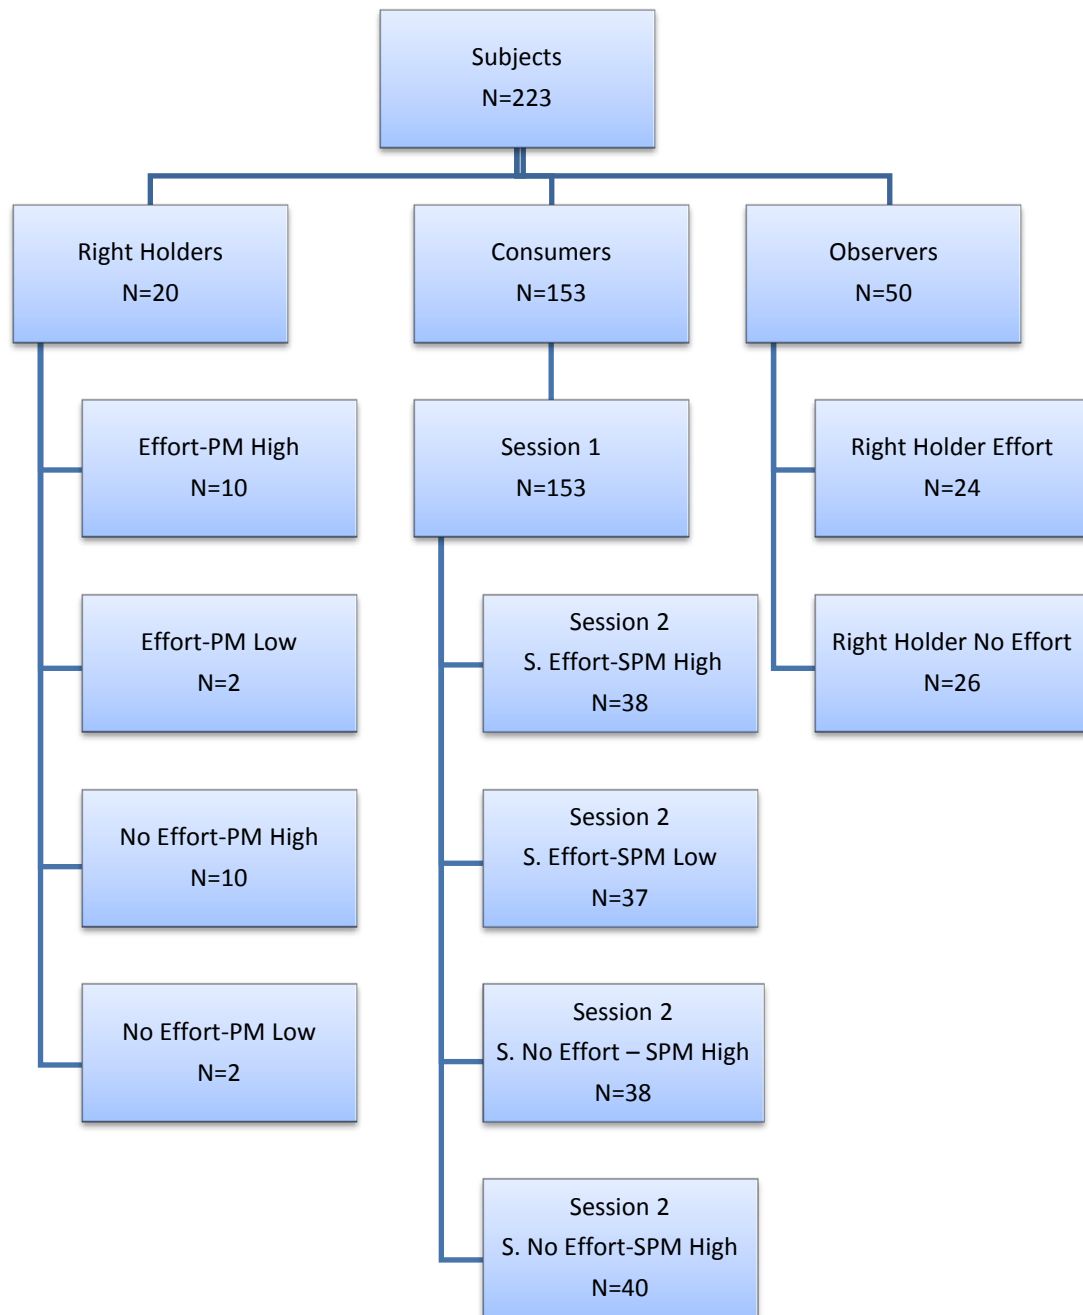 Subjects
N=223
Right Holders
N=20
Consumers
N=153
Observers
N=50
Effort-PM High
N=10
Effort-PM Low
N=2
No Effort-PM High
N=10
No Effort-PM Low
N=2
Session 1
N=153
Session 2
S. Effort-SPM High
N=38
Session 2
S. Effort-SPM Low
N=37
Session 2
S. No Effort – SPM High
N=38
Session 2
S. No Effort-SPM High
N=40
Right Holder Effort
N=24
Right Holder No Effort
N=26